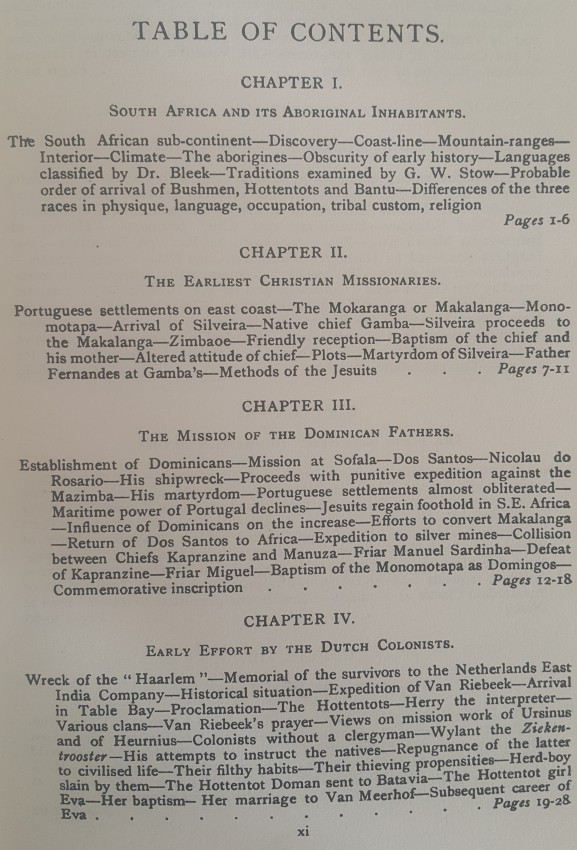 TABLE OF CONTENTS.
CHAPTER I.
SOUTH AFRICA AND ITS ABORIGINAL INHABITANTS.
The South African sub-continent—Discovery—Coast-line—Mountain-ranges—
Interior—Climate—The aborigines—Obscurity of early history—Languages
classified by Dr. Bleek—Traditions examined by G. W. Stow—Probable
order of arrival of Bushmen, Hottentots and Bantu—Differences of the three
races in physique, language, occupation, tribal custom, religion
Pages 1-6
CHAPTER II.
THE EARLIEST CHRISTIAN MISSIONARIES.
Portuguese settlements on east coast—The Mokaranga or Makalanga—Mono-
motapa—Arrival of Silveira—Native chief Gamba—Silveira proceeds to
the Makalanga—Zimbaoe—Friendly reception—Baptism of the chief and
his mother—Altered attitude of chief—Plots—Martyrdom of Silveira—Father
Fernandes at Gamba's—Methods of the Jesuits . . . Pages 7-11
CHAPTER III.
THE MISSION OF THE DOMINICAN FATHERS.
Establishment of Dominicans—Mission at Sofala—Dos Santos—Nicolau do
Rosario—His shipwreck—Proceeds with punitive expedition against the
Mazimba—His martyrdom—Portuguese settlements almost obliterated—
Maritime power of Portugal declines—Jesuits regain foothold in S.E. Africa
—Influence of Dominicans on the increase—Efforts to convert Makalanga
—Return of Dos Santos to Africa—Expedition to silver mines—Collision
between Chiefs Kapranzine and Manuza—Friar Manuel Sardinha—Defeat
of Kapranzine—Friar Miguel—Baptism of the Monomotapa as Domingos—
Commemorative inscription . . . . . . . Pages 12-18
CHAPTER IV.
EARLY EFFORT BY THE DUTCH COLONISTS.
Wreck of the "Haarlem"—Memorial of the survivors to the Netherlands East
India Company—Historical situation—Expedition of Van Riebeek—Arrival
in Table Bay—Proclamation—The Hottentots—Herry the interpreter—
Various clans—Van Riebeek's prayer—Views on mission work of Ursinus
and of Heurnius—Colonists without a clergyman—Wylant the Zieken-
trooster—His attempts to instruct the natives—Repugnance of the latter
to civilised life—Their filthy habits—Their thieving propensities—Herd-boy
slain by them—The Hottentot Doman sent to Batavia—The Hottentot girl
Eva—Her baptism— Her marriage to Van Meerhof—Subsequent career of
Eva . . . . . . . . . . . Pages 19-28
xi